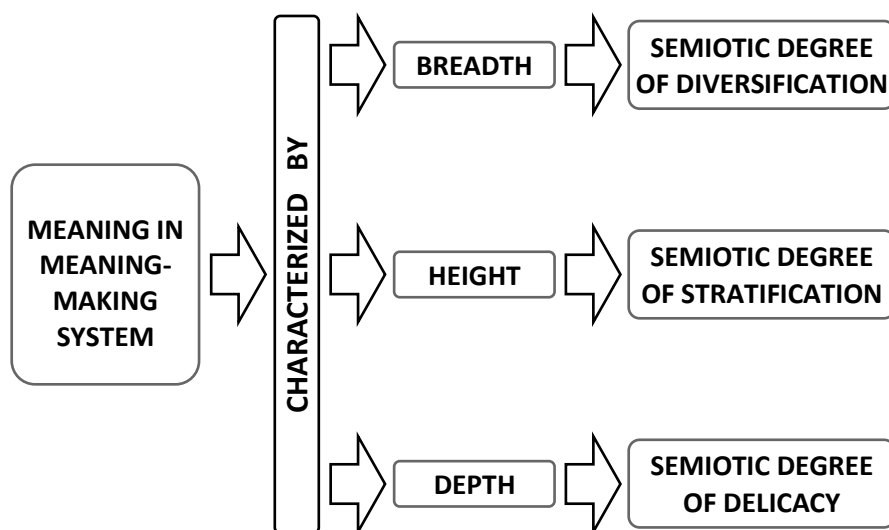 MEANING IN
MEANING-
MAKING
SYSTEM
CHARACTERIZED BY
BREADTH
SEMIOTIC DEGREE
OF DIVERSIFICATION
HEIGHT
SEMIOTIC DEGREE
OF STRATIFICATION
DEPTH
SEMIOTIC DEGREE
OF DELICACY